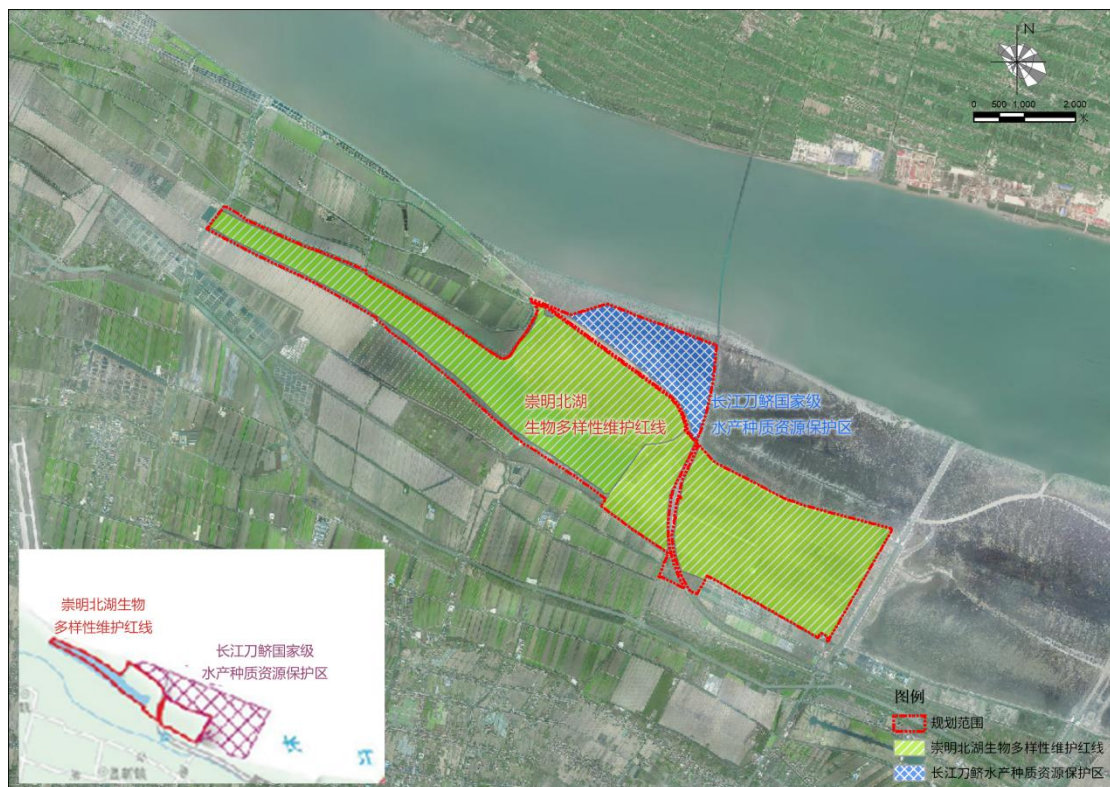 N
0 500 1,000 2,000
米
崇明北湖
生物多样性维护红线
长江刀鲚国家级
水产种质资源保护区
崇明北湖生物
多样性维护红线
长江刀鲚国家级
水产种质资源保护区
图例
规划范围
崇明北湖生物多样性维护红线
长江刀鲚水产种质资源保护区